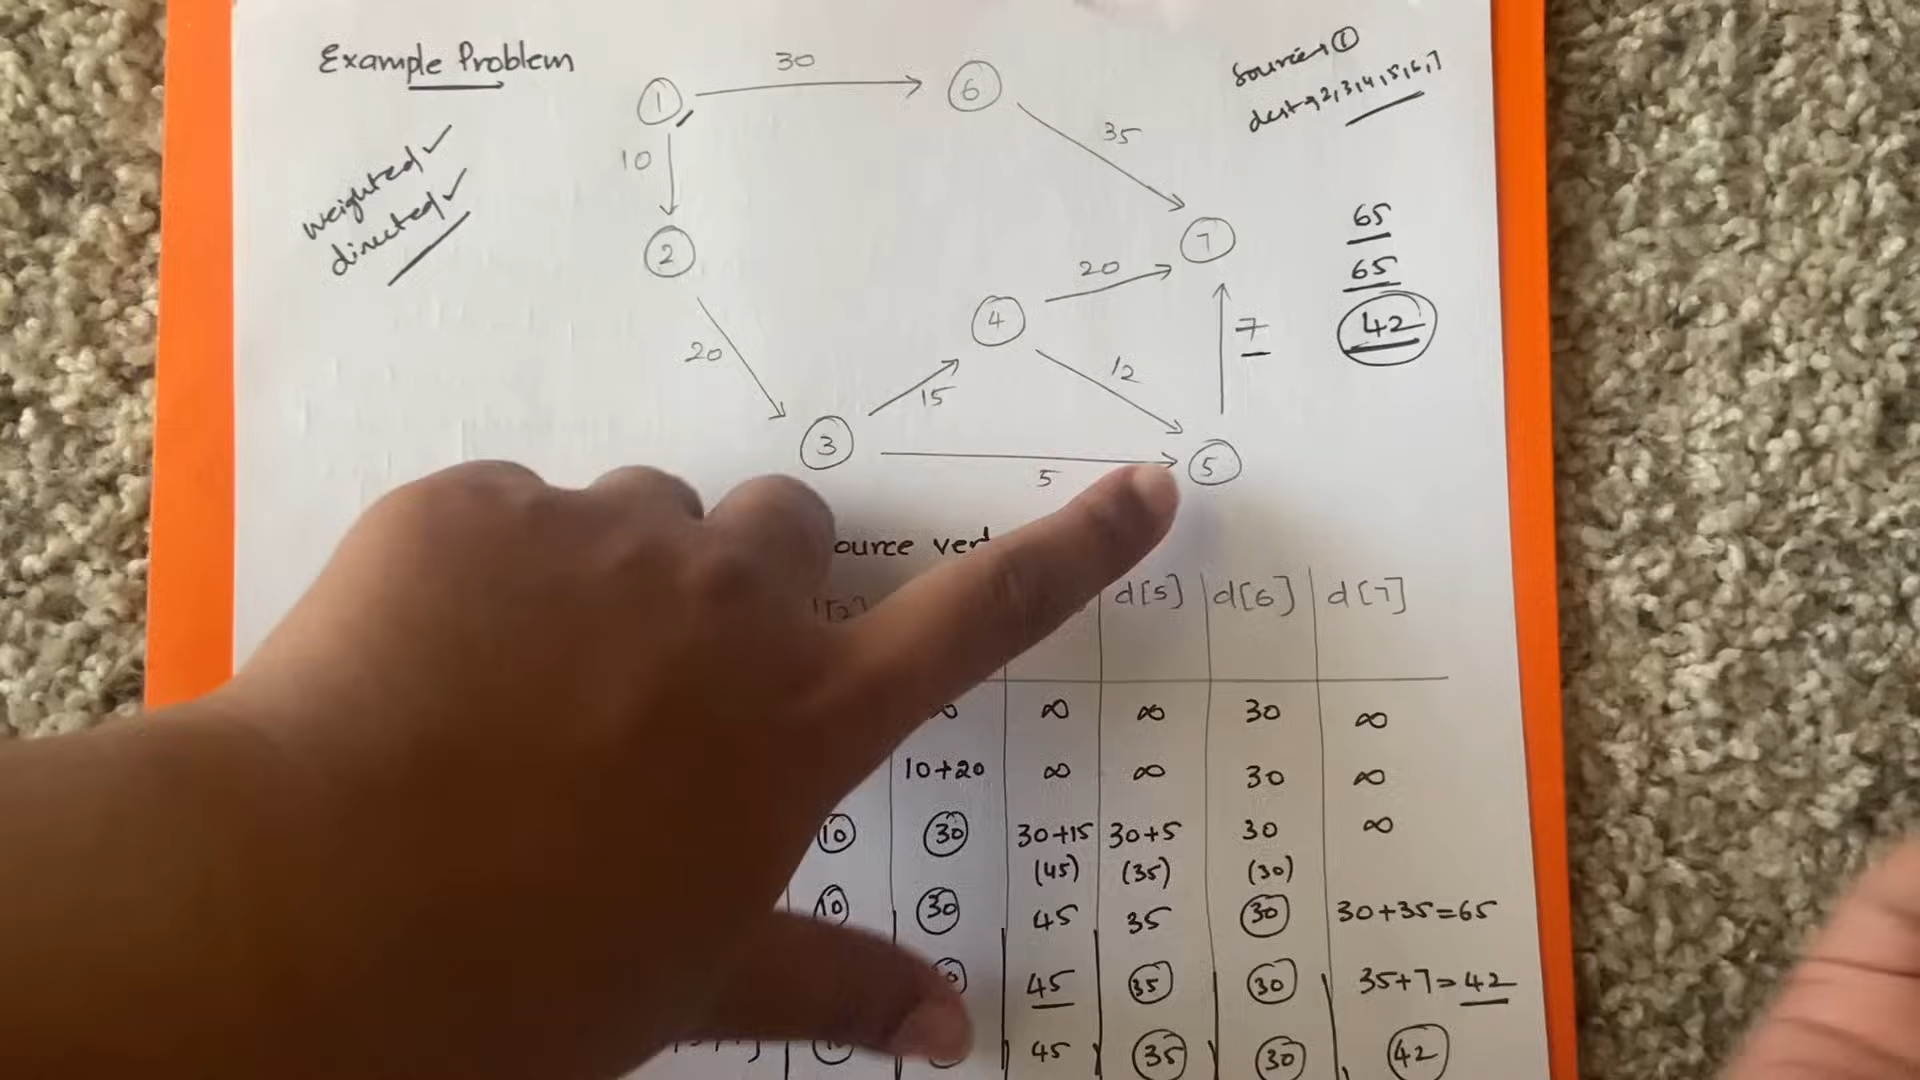 Example Problem
weighted ✓
directed ✓
Source → ①
dest → 2,3,4,5,6,7
1
30
6
10
35
2
7
65
65
42
20
4
7
20
12
15
3
5
5
ource vert
d[5] d[6] d[7]
∞ ∞ 30 ∞
10+20 ∞ ∞ 30 ∞
10 30 30+15 30+5 30 ∞
(45) (35) (30)
10 30 45 35 30 30+35=65
45 35 30 35+7=42
45 35 30 42